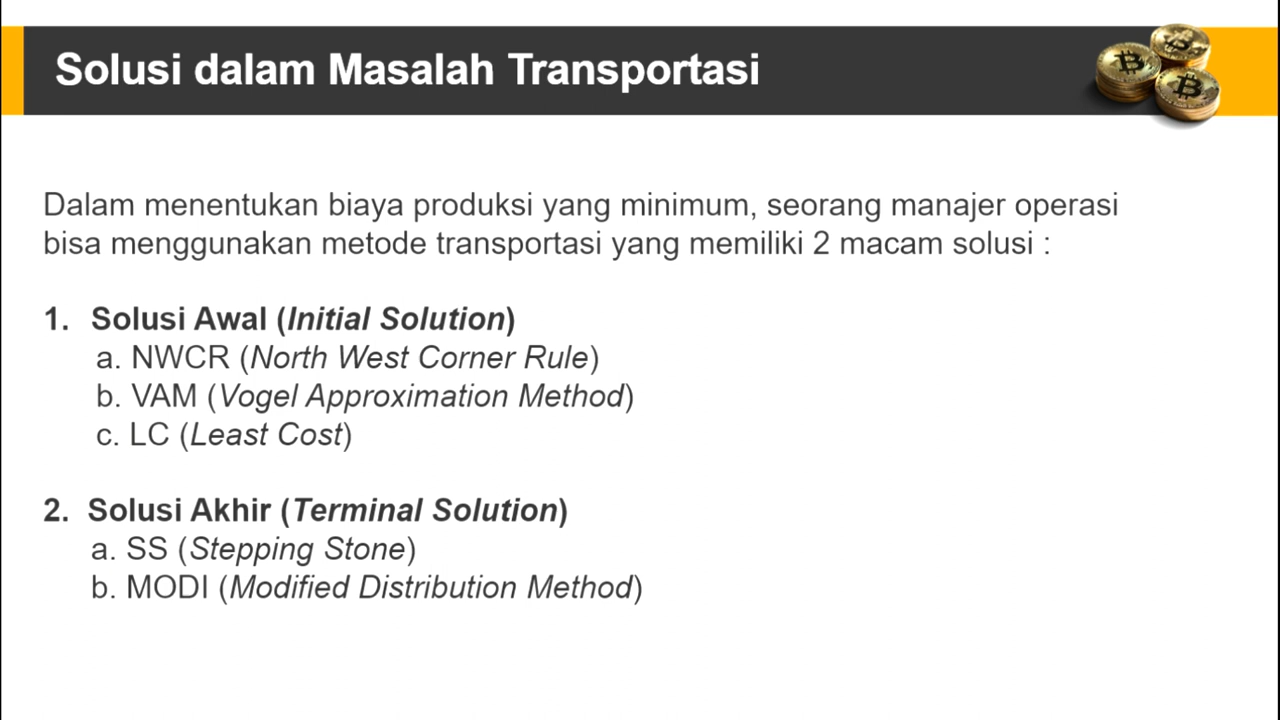 Solusi dalam Masalah Transportasi
Dalam menentukan biaya produksi yang minimum, seorang manajer operasi
bisa menggunakan metode transportasi yang memiliki 2 macam solusi :
1. Solusi Awal (Initial Solution)
a. NWCR (North West Corner Rule)
b. VAM (Vogel Approximation Method)
c. LC (Least Cost)
2. Solusi Akhir (Terminal Solution)
a. SS (Stepping Stone)
b. MODI (Modified Distribution Method)